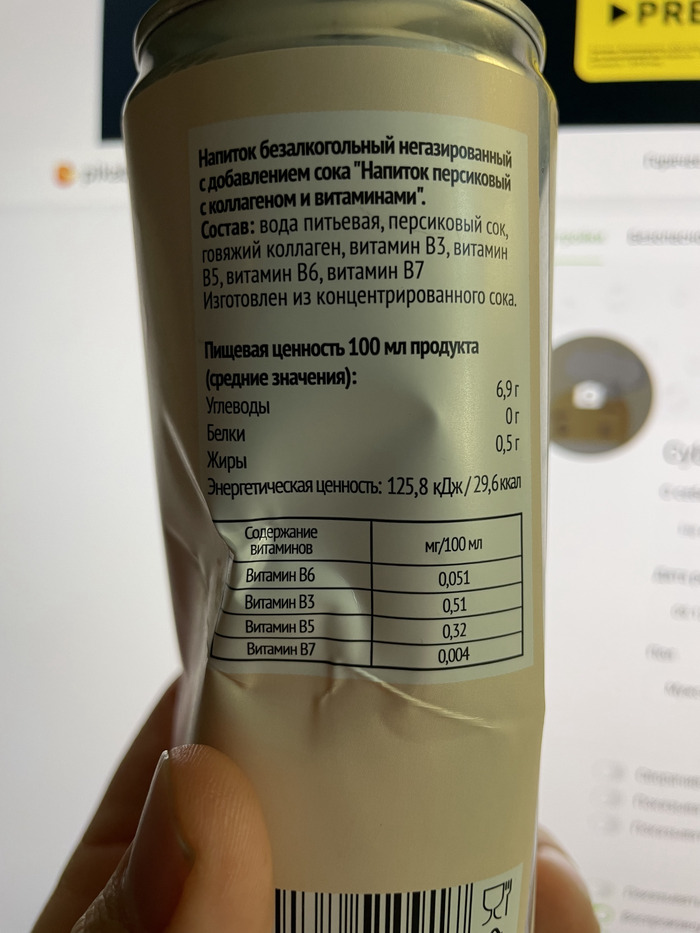 PRE
Напиток безалкогольный негазированный
с добавлением сока "Напиток персиковый
с коллагеном и витаминами".
Состав: вода питьевая, персиковый сок,
говяжий коллаген, витамин В3, витамин
В5, витамин В6, витамин В7
Изготовлен из концентрированного сока.
Пищевая ценность 100 мл продукта
(средние значения):
Углеводы 6,9 г
Белки 0 г
Жиры 0,5 г
Энергетическая ценность: 125,8 кДж / 29,6 ккал
Содержание витаминов мг/100 мл
Витамин В6 0,051
Витамин В3 0,51
Витамин В5 0,32
Витамин В7 0,004